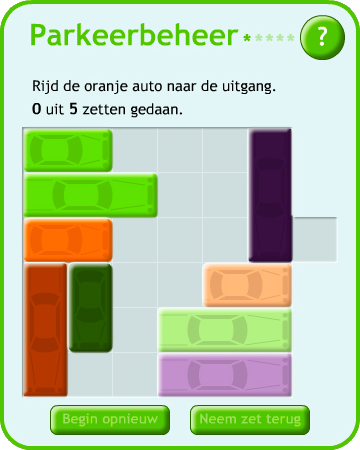 Parkeerbeheer ?
Rijd de oranje auto naar de uitgang.
0 uit 5 zetten gedaan.
Begin opnieuw Neem zet terug